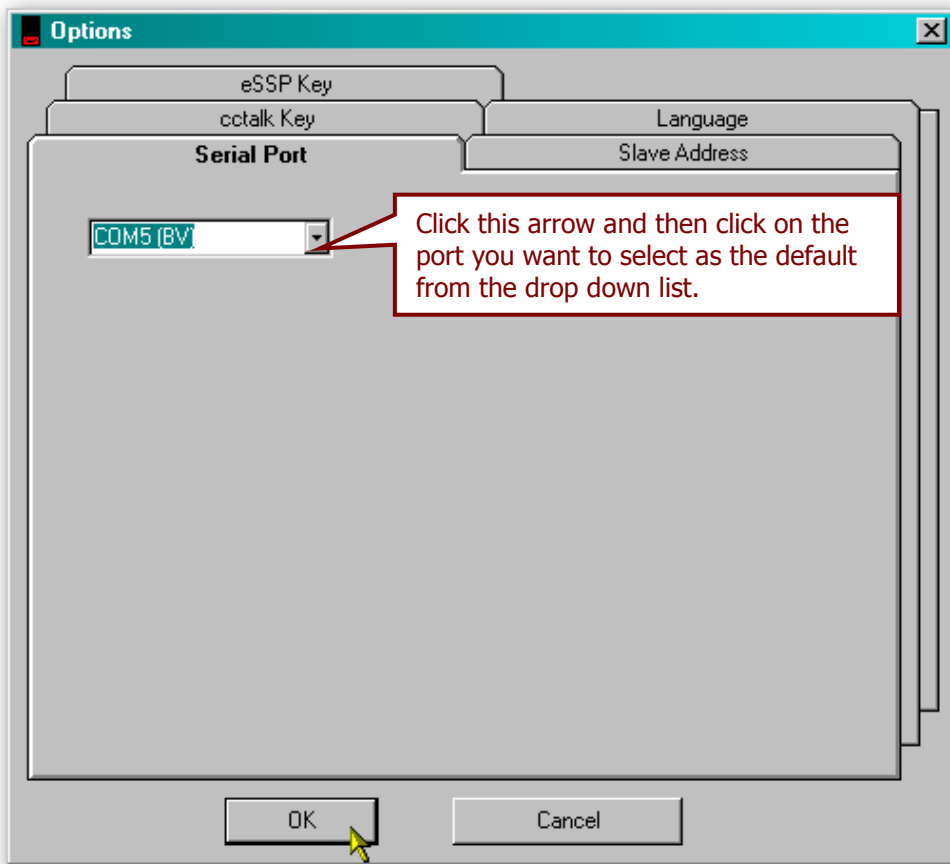 Options
eSSP Key
cctalk Key
Language
Serial Port
Slave Address
COM5 (BV)
Click this arrow and then click on the
port you want to select as the default
from the drop down list.
OK
Cancel